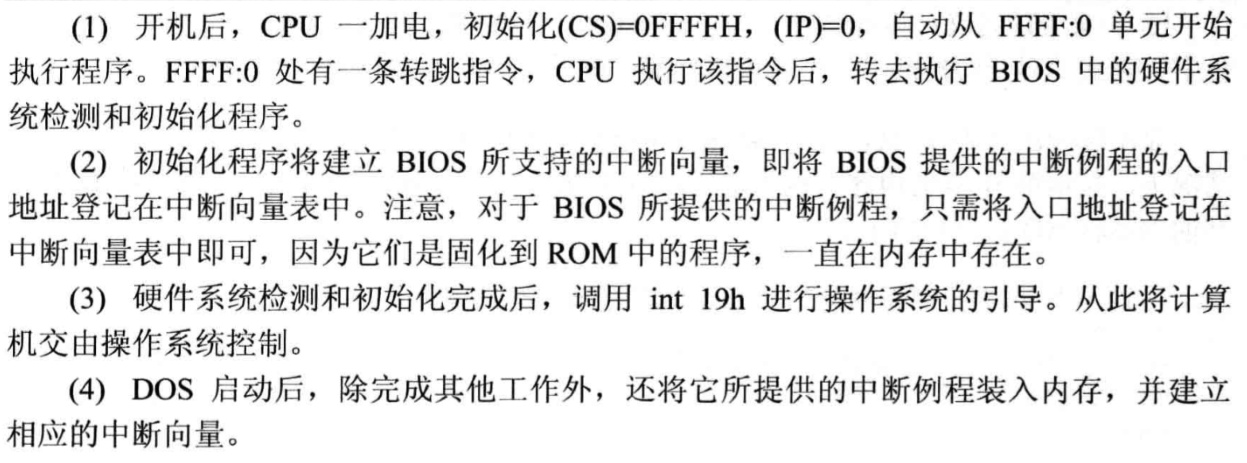 (1) 开机后，CPU 一加电，初始化(CS)=0FFFFH，(IP)=0，自动从 FFFF:0 单元开始
执行程序。FFFF:0 处有一条转跳指令，CPU 执行该指令后，转去执行 BIOS 中的硬件系
统检测和初始化程序。
(2) 初始化程序将建立 BIOS 所支持的中断向量，即将 BIOS 提供的中断例程的入口
地址登记在中断向量表中。注意，对于 BIOS 所提供的中断例程，只需将入口地址登记在
中断向量表中即可，因为它们是固化到 ROM 中的程序，一直在内存中存在。
(3) 硬件系统检测和初始化完成后，调用 int 19h 进行操作系统的引导。从此将计算
机交由操作系统控制。
(4) DOS 启动后，除完成其他工作外，还将它所提供的中断例程装入内存，并建立
相应的中断向量。